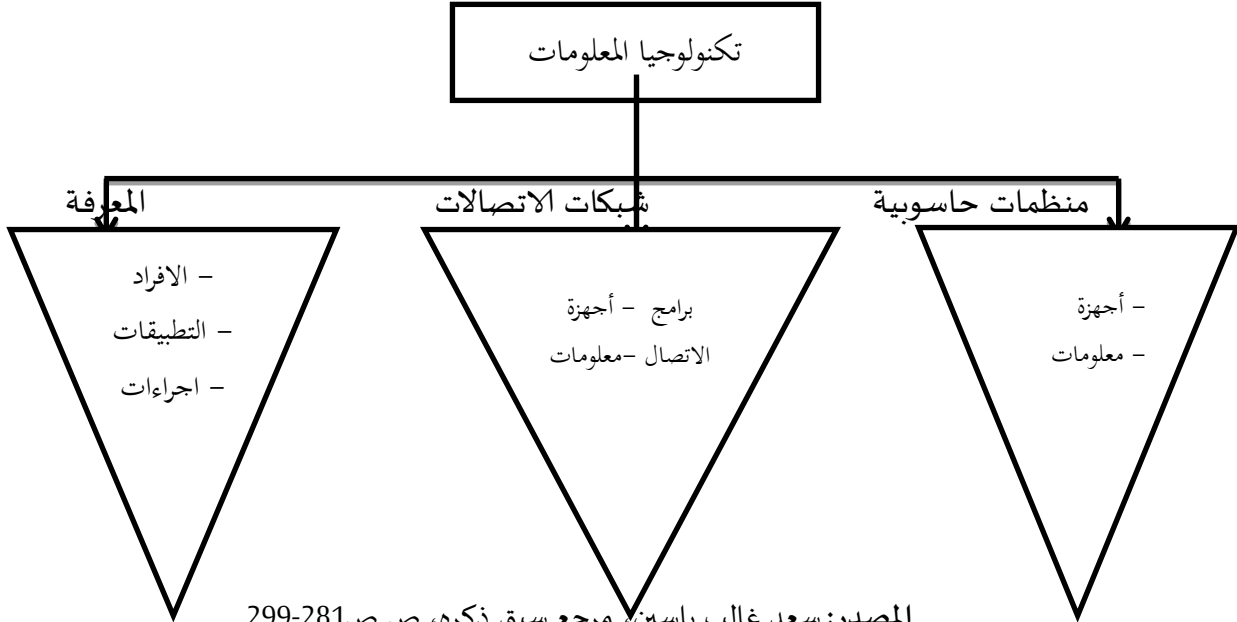 تكنولوجيا المعلومات
منظمات حاسوبية
شبكات الاتصالات
المعرفة
– أجهزة
– معلومات
برامج – أجهزة
الاتصال –معلومات
– الافراد
– التطبيقات
– اجراءات
المصدر: سعد غالب ياسين، مرجع سبق ذكره، ص ص281-299